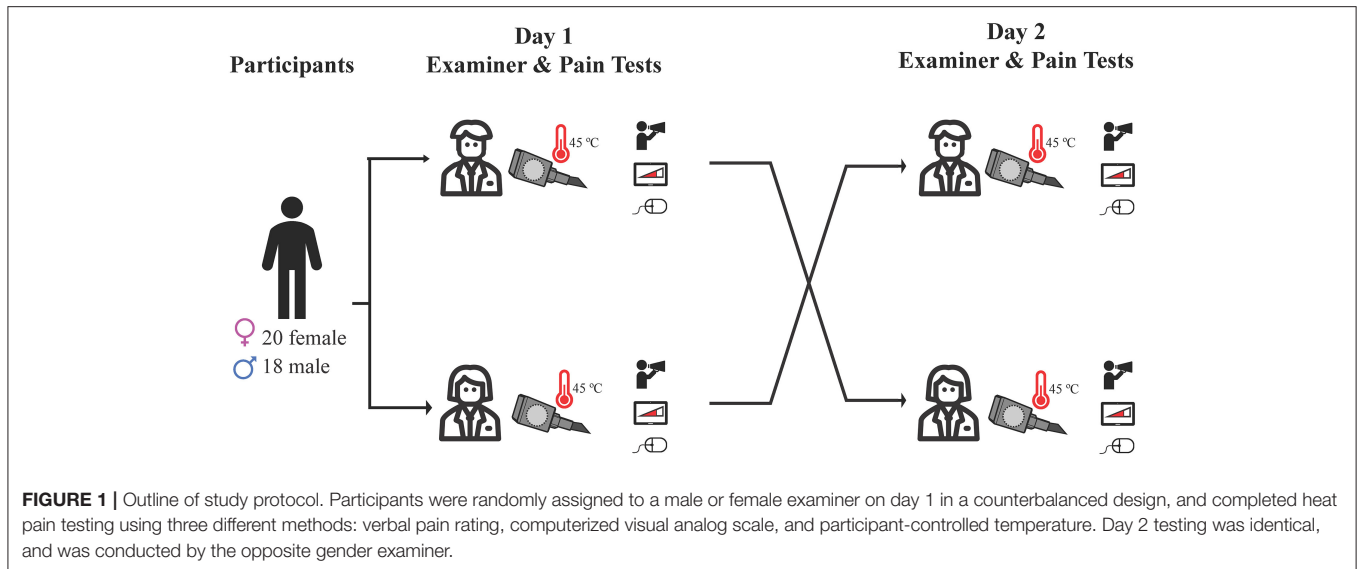 Participants
Day 1
Examiner & Pain Tests
Day 2
Examiner & Pain Tests
45 ºC
45 ºC
♀ 20 female
♂ 18 male
45 ºC
45 ºC
FIGURE 1 | Outline of study protocol. Participants were randomly assigned to a male or female examiner on day 1 in a counterbalanced design, and completed heat
pain testing using three different methods: verbal pain rating, computerized visual analog scale, and participant-controlled temperature. Day 2 testing was identical,
and was conducted by the opposite gender examiner.